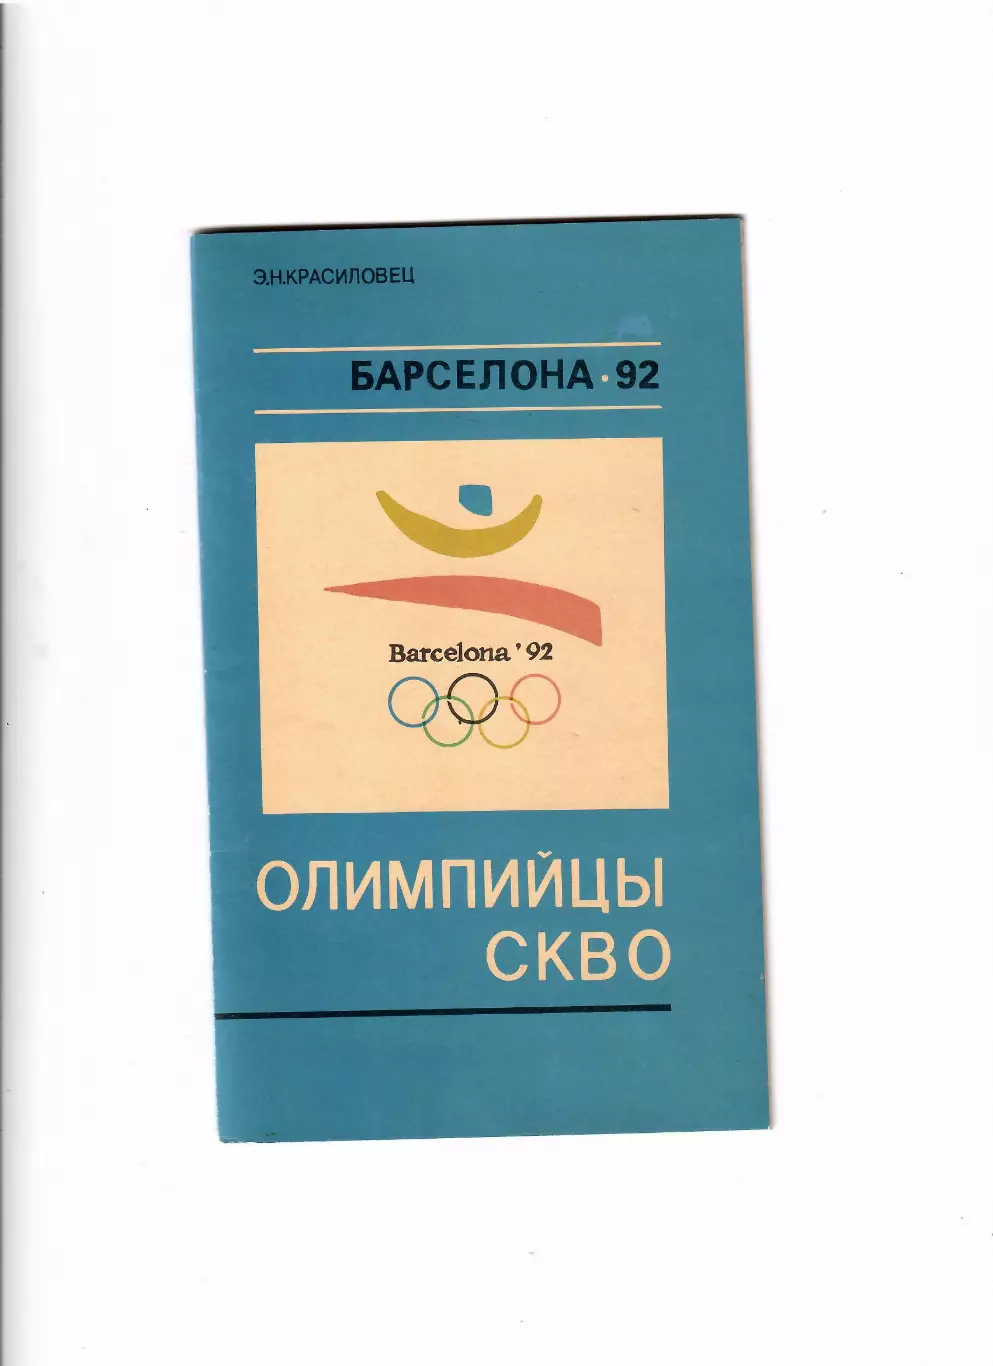 Э.Н.КРАСИЛОВЕЦ
БАРСЕЛОНА · 92
Barcelona '92
ОЛИМПИЙЦЫ
СКВО